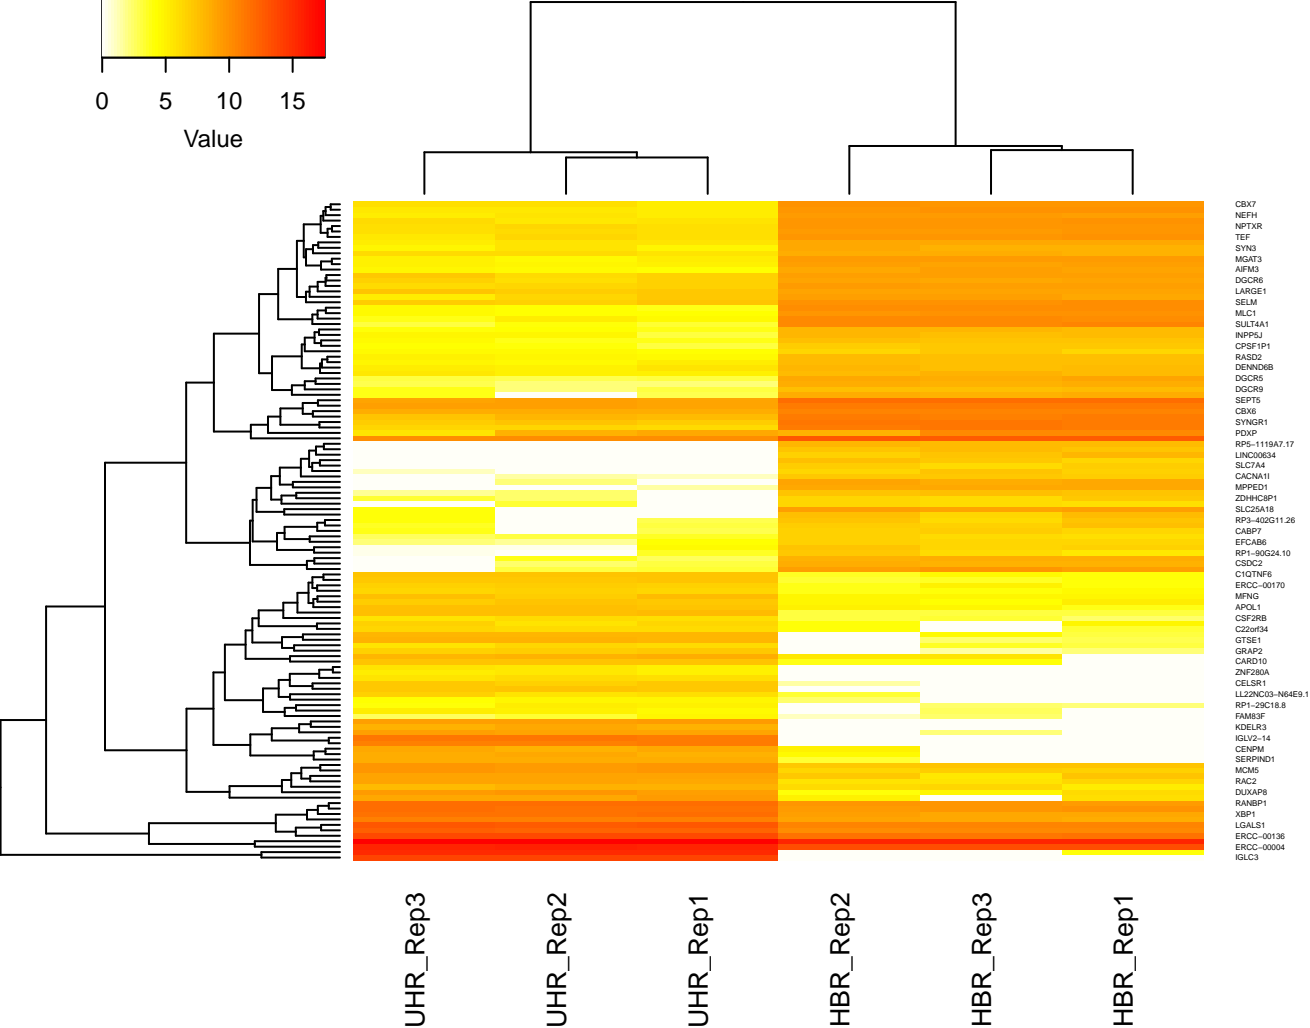 0 5 10 15
Value
CBX7
NEFH
NPTXR
TEF
SYN3
MGAT3
AIFM3
DGCR6
LARGE1
SELM
MLC1
SULT4A1
INPP5J
CPSF1P1
RASD2
DENND6B
DGCR5
DGCR9
SEPT5
CBX6
SYNGR1
PDXP
RP5−1119A7.17
LINC00634
SLC7A4
CACNA1I
MPPED1
ZDHHC8P1
SLC25A18
RP3−402G11.26
CABP7
EFCAB6
RP1−90G24.10
CSDC2
C1QTNF6
ERCC−00170
MFNG
APOL1
CSF2RB
C22orf34
GTSE1
GRAP2
CARD10
ZNF280A
CELSR1
LL22NC03−N64E9.1
RP1−29C18.8
FAM83F
KDELR3
IGLV2−14
CENPM
SERPIND1
MCM5
RAC2
DUXAP8
RANBP1
XBP1
LGALS1
ERCC−00136
ERCC−00004
IGLC3
UHR_Rep3
UHR_Rep2
UHR_Rep1
HBR_Rep2
HBR_Rep3
HBR_Rep1